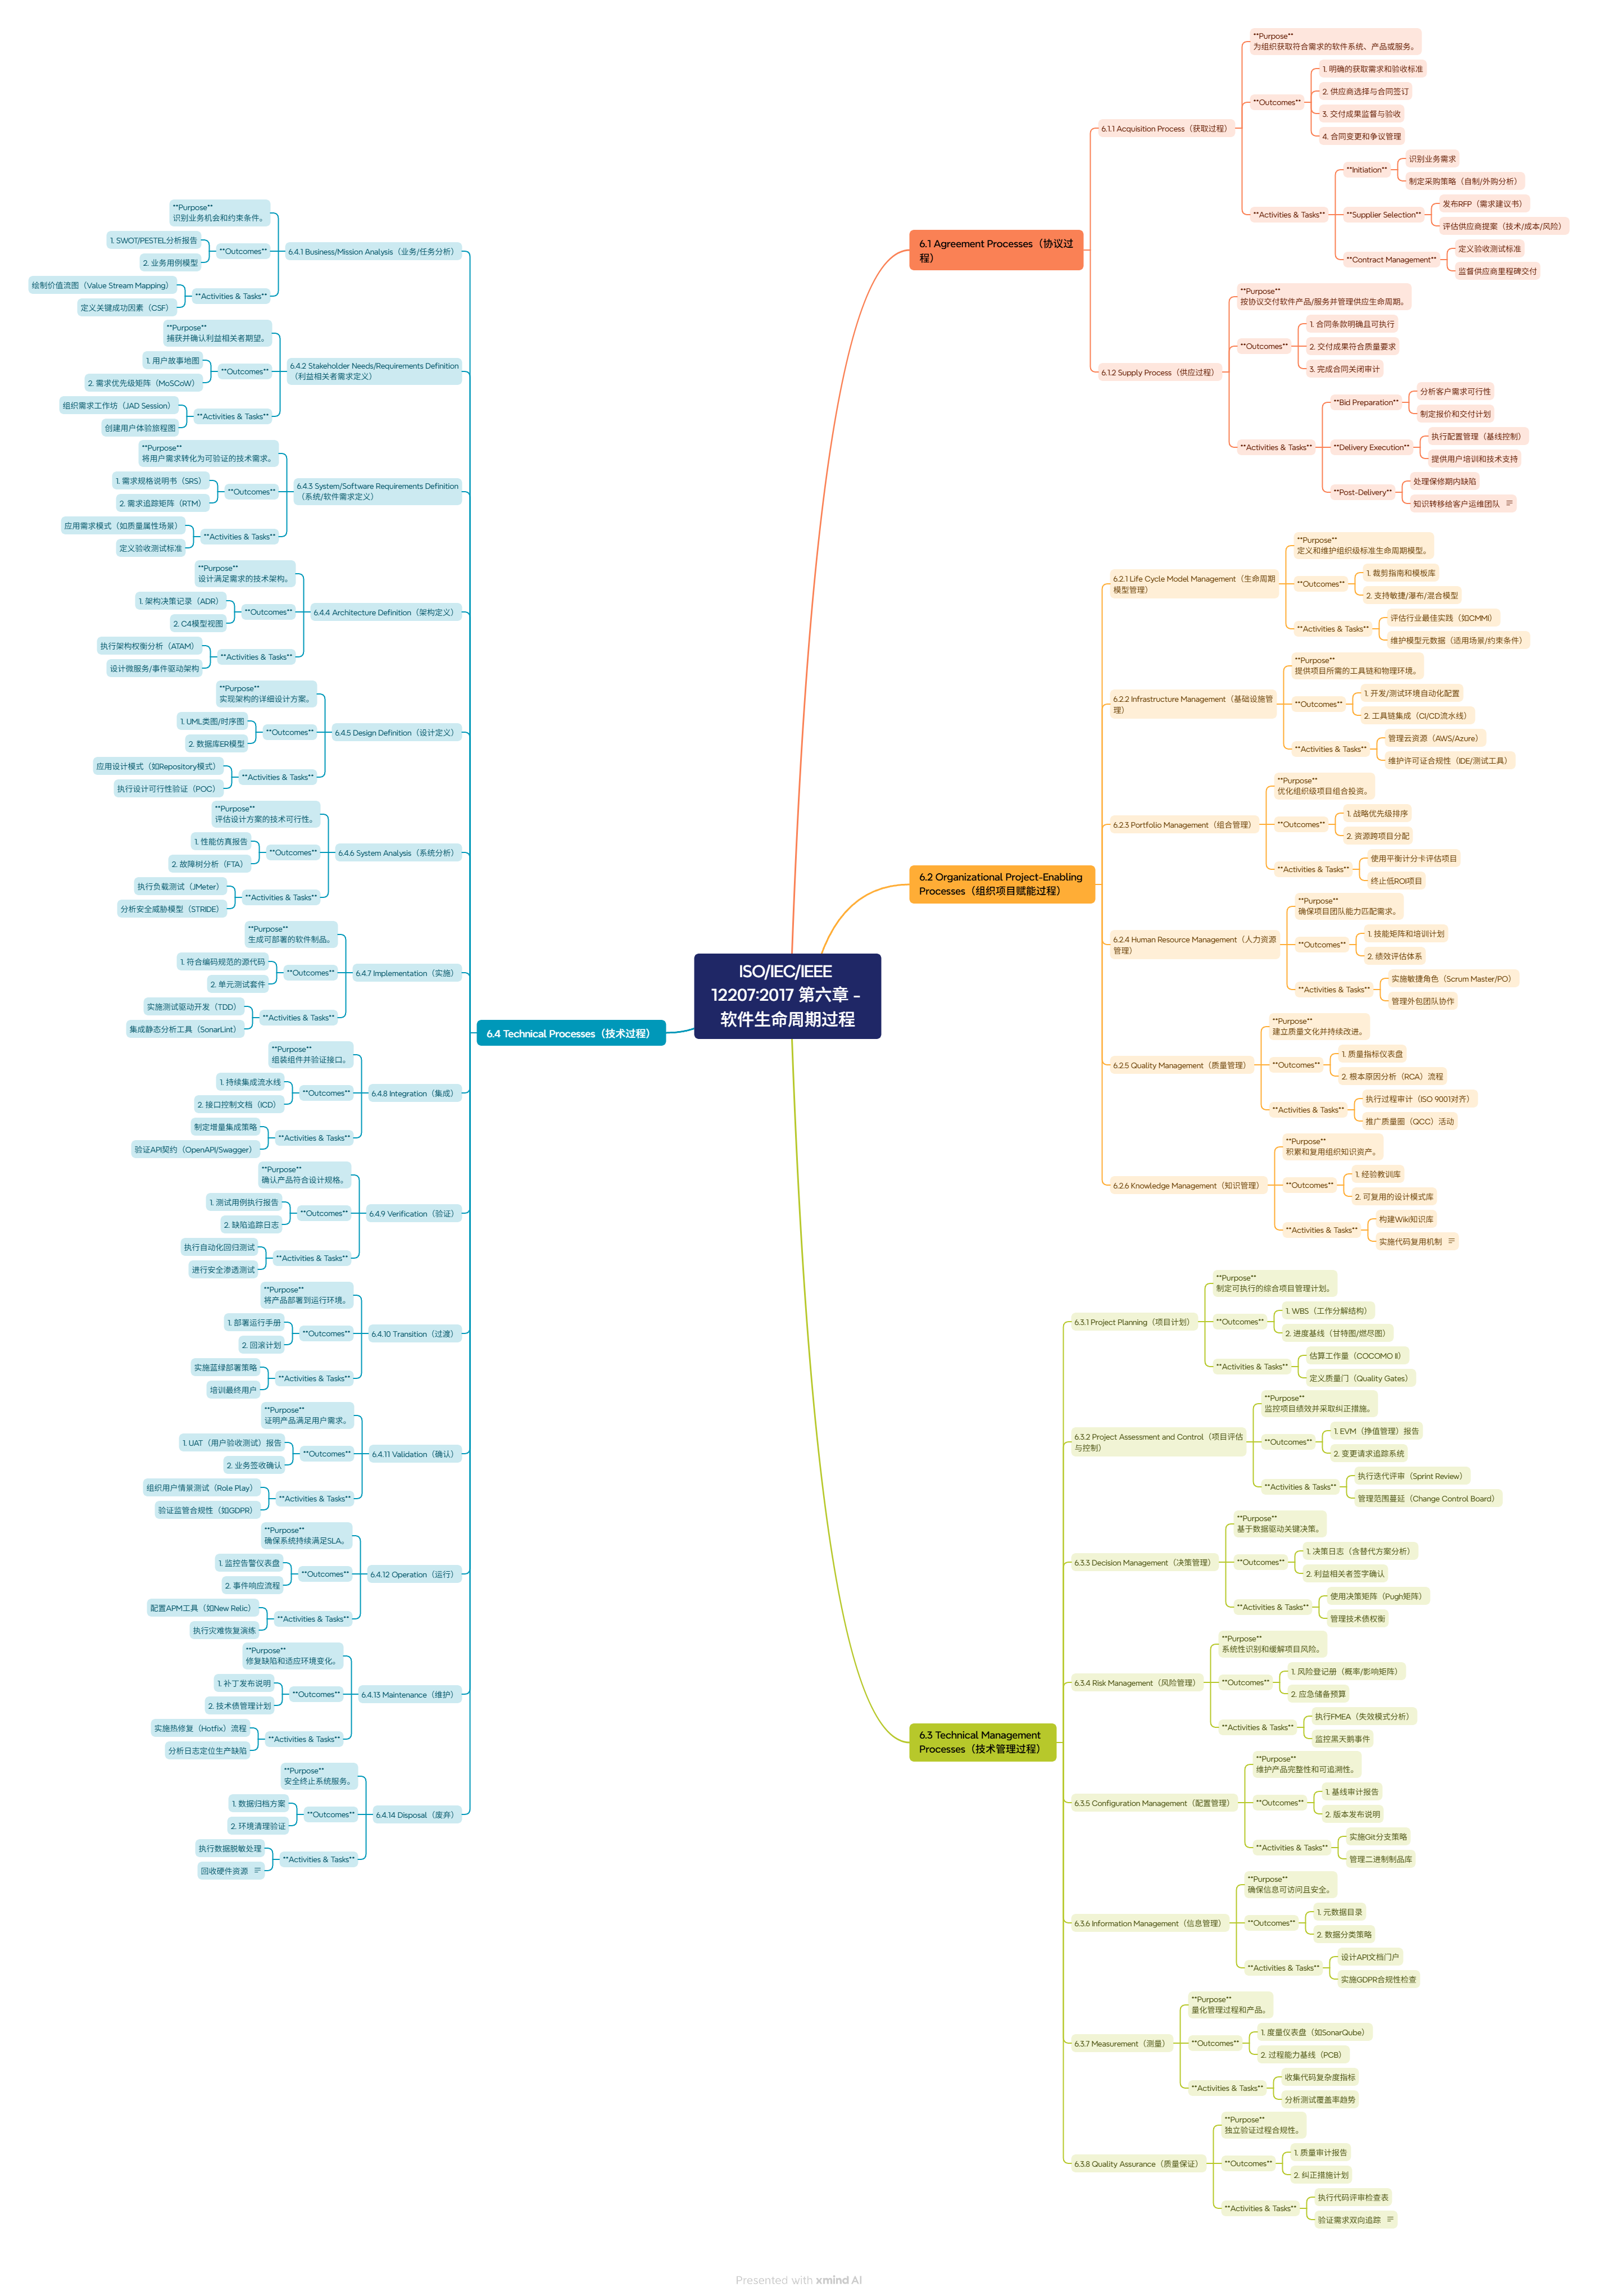 ISO/IEC/IEEE
12207:2017 第六章 -
软件生命周期过程
6.1 Agreement Processes（协议过
程）
6.1.1 Acquisition Process（获取过程）
**Purpose**
为组织获取符合需求的软件系统、产品或服务。
**Outcomes**
1. 明确的获取需求和验收标准
2. 供应商选择与合同签订
3. 交付成果监督与验收
4. 合同变更和争议管理
**Activities & Tasks**
**Initiation**
识别业务需求
制定采购策略（自制/外购分析）
**Supplier Selection**
发布RFP（需求建议书）
评估供应商提案（技术/成本/风险）
**Contract Management**
定义验收测试标准
监督供应商里程碑交付
6.1.2 Supply Process（供应过程）
**Purpose**
按协议交付软件产品/服务并管理供应生命周期。
**Outcomes**
1. 合同条款明确且可执行
2. 交付成果符合质量要求
3. 完成合同关闭审计
**Activities & Tasks**
**Bid Preparation**
分析客户需求可行性
制定报价和交付计划
**Delivery Execution**
执行配置管理（基线控制）
提供用户培训和技术支持
**Post-Delivery**
处理保修期内缺陷
知识转移给客户运维团队
6.2 Organizational Project-Enabling
Processes（组织项目赋能过程）
6.2.1 Life Cycle Model Management（生命周期
模型管理）
**Purpose**
定义和维护组织级标准生命周期模型。
**Outcomes**
1. 裁剪指南和模板库
2. 支持敏捷/瀑布/混合模型
**Activities & Tasks**
评估行业最佳实践（如CMMI）
维护模型元数据（适用场景/约束条件）
6.2.2 Infrastructure Management（基础设施管
理）
**Purpose**
提供项目所需的工具链和物理环境。
**Outcomes**
1. 开发/测试环境自动化配置
2. 工具链集成（CI/CD流水线）
**Activities & Tasks**
管理云资源（AWS/Azure）
维护许可证合规性（IDE/测试工具）
6.2.3 Portfolio Management（组合管理）
**Purpose**
优化组织级项目组合投资。
**Outcomes**
1. 战略优先级排序
2. 资源跨项目分配
**Activities & Tasks**
使用平衡计分卡评估项目
终止低ROI项目
6.2.4 Human Resource Management（人力资源
管理）
**Purpose**
确保项目团队能力匹配需求。
**Outcomes**
1. 技能矩阵和培训计划
2. 绩效评估体系
**Activities & Tasks**
实施敏捷角色（Scrum Master/PO）
管理外包团队协作
6.2.5 Quality Management（质量管理）
**Purpose**
建立质量文化并持续改进。
**Outcomes**
1. 质量指标仪表盘
2. 根本原因分析（RCA）流程
**Activities & Tasks**
执行过程审计（ISO 9001对齐）
推广质量圈（QCC）活动
6.2.6 Knowledge Management（知识管理）
**Purpose**
积累和复用组织知识资产。
**Outcomes**
1. 经验教训库
2. 可复用的设计模式库
**Activities & Tasks**
构建Wiki知识库
实施代码复用机制
6.3 Technical Management
Processes（技术管理过程）
6.3.1 Project Planning（项目计划）
**Purpose**
制定可执行的综合项目管理计划。
**Outcomes**
1. WBS（工作分解结构）
2. 进度基线（甘特图/燃尽图）
**Activities & Tasks**
估算工作量（COCOMO II）
定义质量门（Quality Gates）
6.3.2 Project Assessment and Control（项目评估
与控制）
**Purpose**
监控项目绩效并采取纠正措施。
**Outcomes**
1. EVM（挣值管理）报告
2. 变更请求追踪系统
**Activities & Tasks**
执行迭代评审（Sprint Review）
管理范围蔓延（Change Control Board）
6.3.3 Decision Management（决策管理）
**Purpose**
基于数据驱动关键决策。
**Outcomes**
1. 决策日志（含替代方案分析）
2. 利益相关者签字确认
**Activities & Tasks**
使用决策矩阵（Pugh矩阵）
管理技术债权衡
6.3.4 Risk Management（风险管理）
**Purpose**
系统性识别和缓解项目风险。
**Outcomes**
1. 风险登记册（概率/影响矩阵）
2. 应急储备预算
**Activities & Tasks**
执行FMEA（失效模式分析）
监控黑天鹅事件
6.3.5 Configuration Management（配置管理）
**Purpose**
维护产品完整性和可追溯性。
**Outcomes**
1. 基线审计报告
2. 版本发布说明
**Activities & Tasks**
实施Git分支策略
管理二进制制品库
6.3.6 Information Management（信息管理）
**Purpose**
确保信息可访问且安全。
**Outcomes**
1. 元数据目录
2. 数据分类策略
**Activities & Tasks**
设计API文档门户
实施GDPR合规性检查
6.3.7 Measurement（测量）
**Purpose**
量化管理过程和产品。
**Outcomes**
1. 度量仪表盘（如SonarQube）
2. 过程能力基线（PCB）
**Activities & Tasks**
收集代码复杂度指标
分析测试覆盖率趋势
6.3.8 Quality Assurance（质量保证）
**Purpose**
独立验证过程合规性。
**Outcomes**
1. 质量审计报告
2. 纠正措施计划
**Activities & Tasks**
执行代码评审检查表
验证需求双向追踪
6.4 Technical Processes（技术过程）
6.4.1 Business/Mission Analysis（业务/任务分析）
**Purpose**
识别业务机会和约束条件。
**Outcomes**
1. SWOT/PESTEL分析报告
2. 业务用例模型
**Activities & Tasks**
绘制价值流图（Value Stream Mapping）
定义关键成功因素（CSF）
6.4.2 Stakeholder Needs/Requirements Definition
（利益相关者需求定义）
**Purpose**
捕获并确认利益相关者期望。
**Outcomes**
1. 用户故事地图
2. 需求优先级矩阵（MoSCoW）
**Activities & Tasks**
组织需求工作坊（JAD Session）
创建用户体验旅程图
6.4.3 System/Software Requirements Definition
（系统/软件需求定义）
**Purpose**
将用户需求转化为可验证的技术需求。
**Outcomes**
1. 需求规格说明书（SRS）
2. 需求追踪矩阵（RTM）
**Activities & Tasks**
应用需求模式（如质量属性场景）
定义验收测试标准
6.4.4 Architecture Definition（架构定义）
**Purpose**
设计满足需求的技术架构。
**Outcomes**
1. 架构决策记录（ADR）
2. C4模型视图
**Activities & Tasks**
执行架构权衡分析（ATAM）
设计微服务/事件驱动架构
6.4.5 Design Definition（设计定义）
**Purpose**
实现架构的详细设计方案。
**Outcomes**
1. UML类图/时序图
2. 数据库ER模型
**Activities & Tasks**
应用设计模式（如Repository模式）
执行设计可行性验证（POC）
6.4.6 System Analysis（系统分析）
**Purpose**
评估设计方案的技术可行性。
**Outcomes**
1. 性能仿真报告
2. 故障树分析（FTA）
**Activities & Tasks**
执行负载测试（JMeter）
分析安全威胁模型（STRIDE）
6.4.7 Implementation（实施）
**Purpose**
生成可部署的软件制品。
**Outcomes**
1. 符合编码规范的源代码
2. 单元测试套件
**Activities & Tasks**
实施测试驱动开发（TDD）
集成静态分析工具（SonarLint）
6.4.8 Integration（集成）
**Purpose**
组装组件并验证接口。
**Outcomes**
1. 持续集成流水线
2. 接口控制文档（ICD）
**Activities & Tasks**
制定增量集成策略
验证API契约（OpenAPI/Swagger）
6.4.9 Verification（验证）
**Purpose**
确认产品符合设计规格。
**Outcomes**
1. 测试用例执行报告
2. 缺陷追踪日志
**Activities & Tasks**
执行自动化回归测试
进行安全渗透测试
6.4.10 Transition（过渡）
**Purpose**
将产品部署到运行环境。
**Outcomes**
1. 部署运行手册
2. 回滚计划
**Activities & Tasks**
实施蓝绿部署策略
培训最终用户
6.4.11 Validation（确认）
**Purpose**
证明产品满足用户需求。
**Outcomes**
1. UAT（用户验收测试）报告
2. 业务签收确认
**Activities & Tasks**
组织用户情景测试（Role Play）
验证监管合规性（如GDPR）
6.4.12 Operation（运行）
**Purpose**
确保系统持续满足SLA。
**Outcomes**
1. 监控告警仪表盘
2. 事件响应流程
**Activities & Tasks**
配置APM工具（如New Relic）
执行灾难恢复演练
6.4.13 Maintenance（维护）
**Purpose**
修复缺陷和适应环境变化。
**Outcomes**
1. 补丁发布说明
2. 技术债管理计划
**Activities & Tasks**
实施热修复（Hotfix）流程
分析日志定位生产缺陷
6.4.14 Disposal（废弃）
**Purpose**
安全终止系统服务。
**Outcomes**
1. 数据归档方案
2. 环境清理验证
**Activities & Tasks**
执行数据脱敏处理
回收硬件资源
Presented with xmind AI